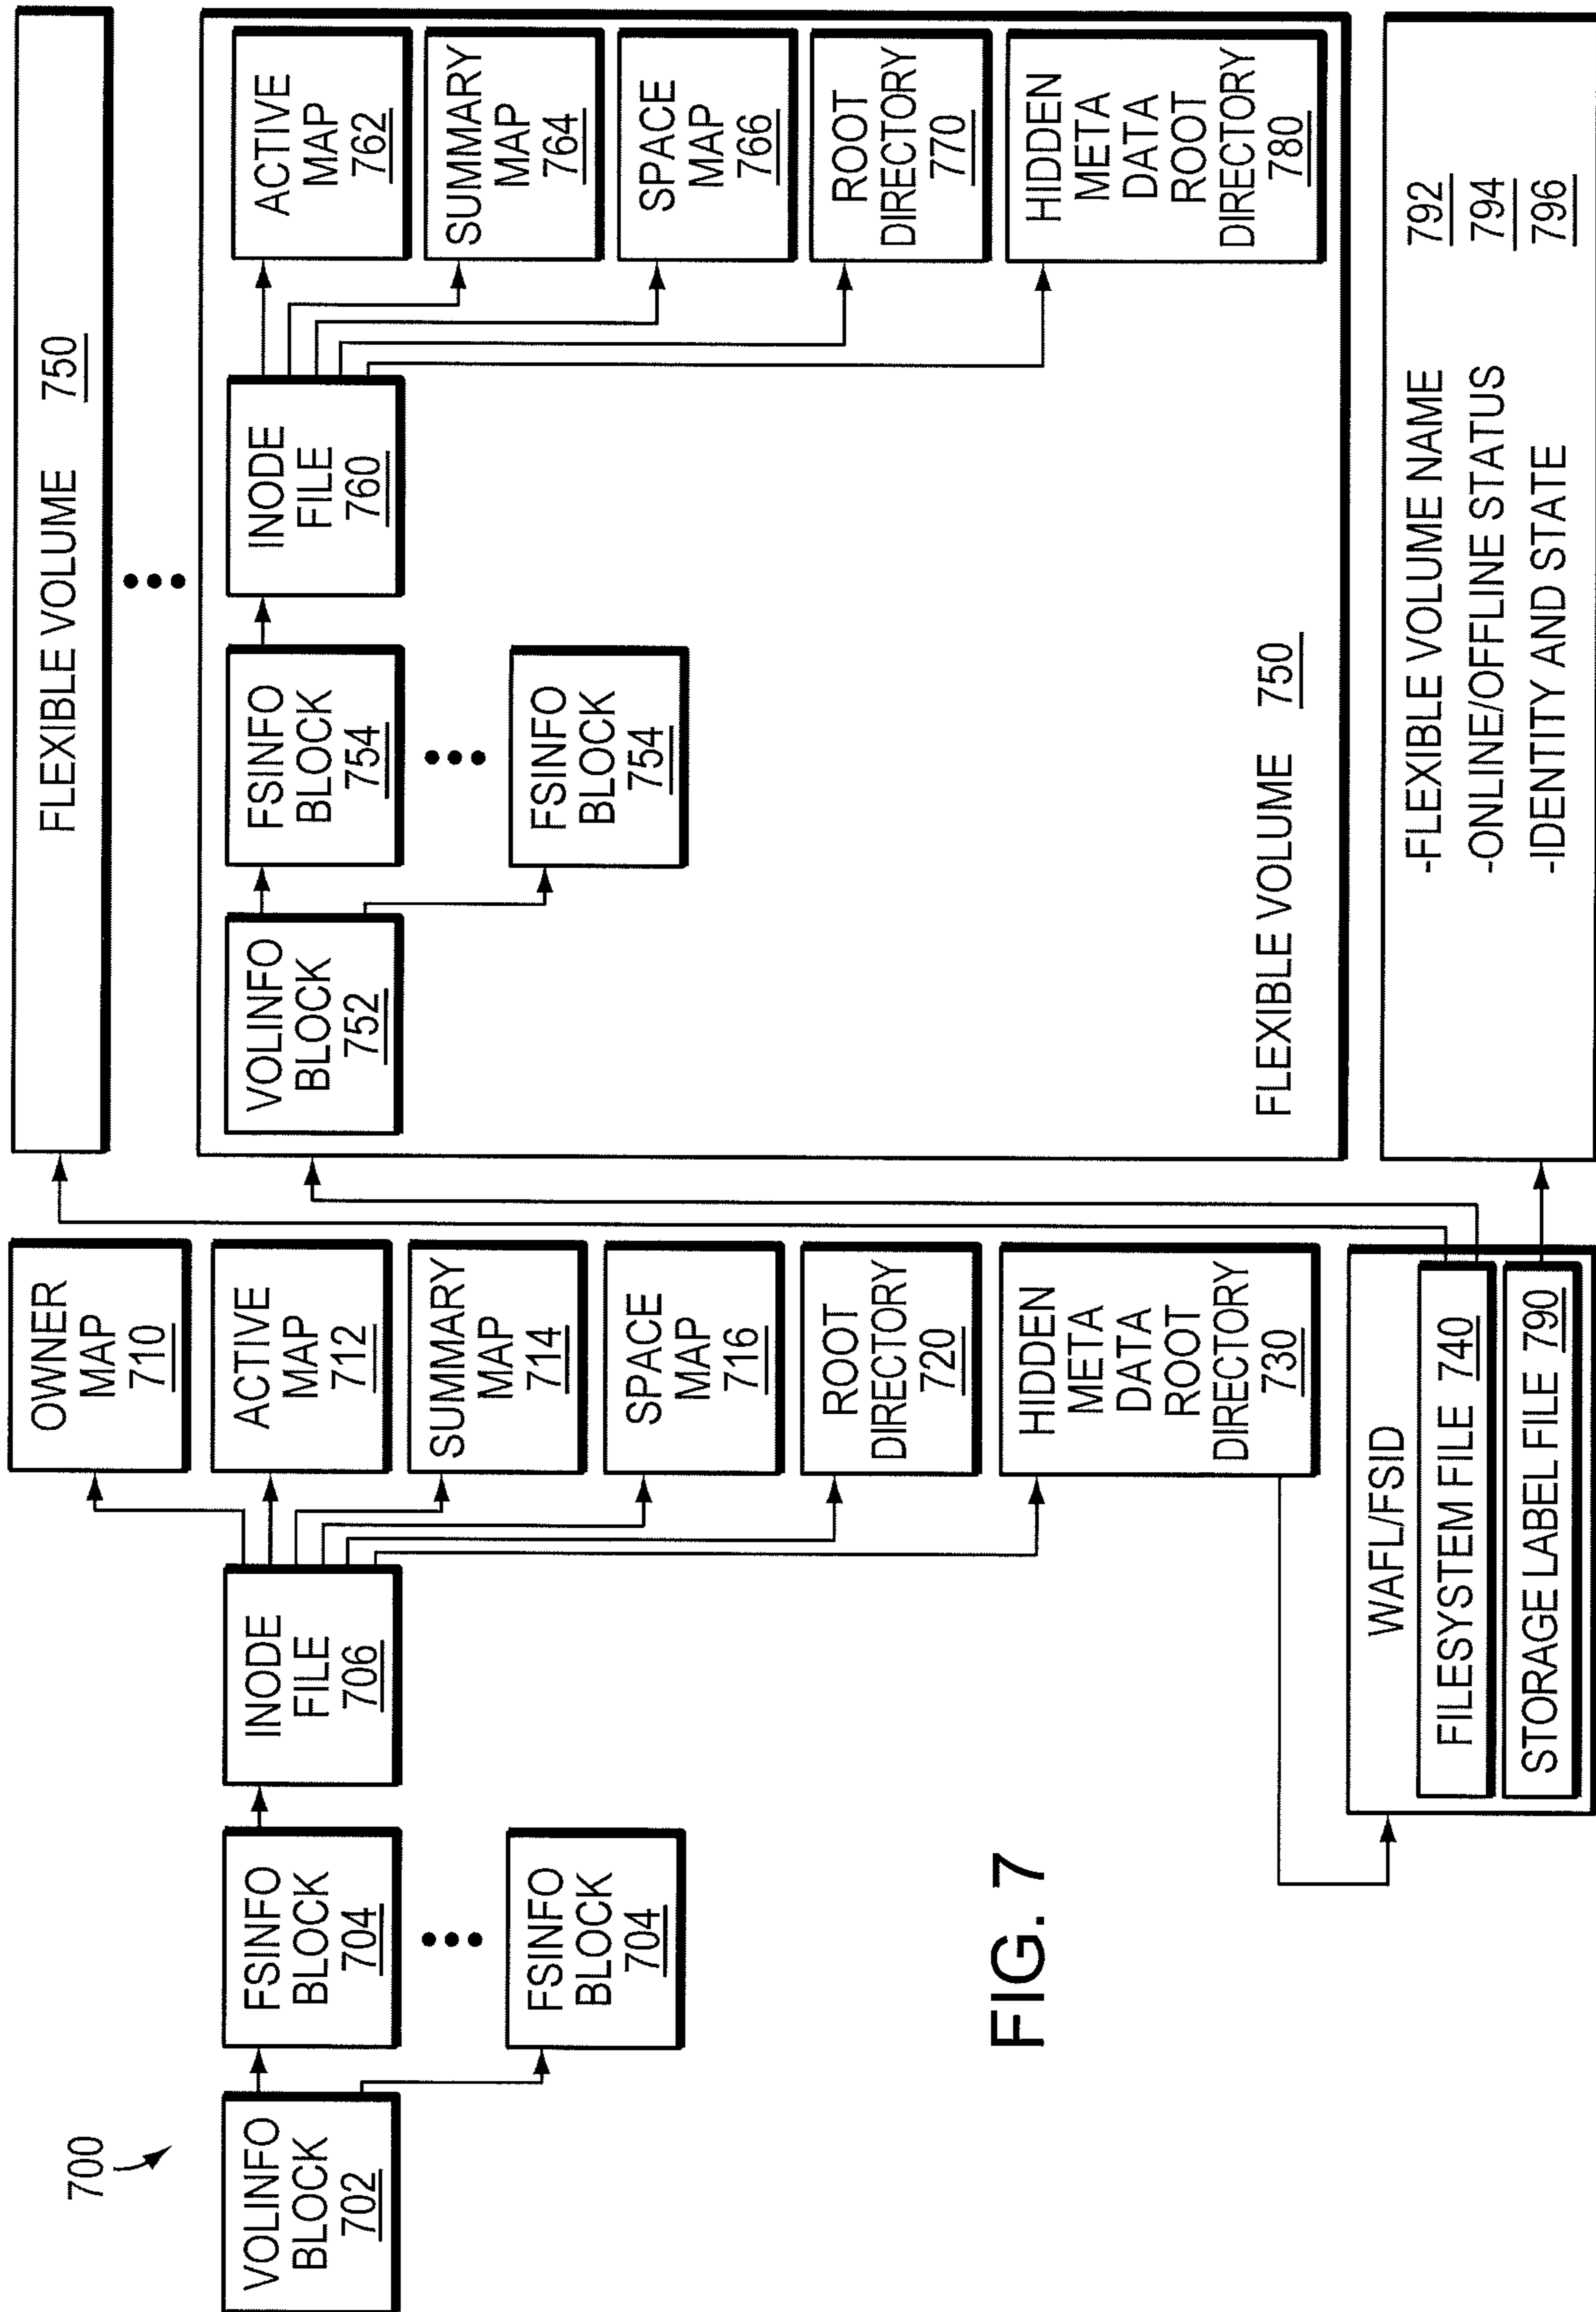 700
VOLINFO
BLOCK
702
FSINFO
BLOCK
704
FSINFO
BLOCK
704
INODE
FILE
706
OWNER
MAP
710
ACTIVE
MAP
712
SUMMARY
MAP
714
SPACE
MAP
716
ROOT
DIRECTORY
720
HIDDEN
META
DATA
ROOT
DIRECTORY
730
WAFL/FSID
FILESYSTEM FILE 740
STORAGE LABEL FILE 790
FLEXIBLE VOLUME 750
VOLINFO
BLOCK
752
FSINFO
BLOCK
754
FSINFO
BLOCK
754
INODE
FILE
760
ACTIVE
MAP
762
SUMMARY
MAP
764
SPACE
MAP
766
ROOT
DIRECTORY
770
HIDDEN
META
DATA
ROOT
DIRECTORY
780
FLEXIBLE VOLUME 750
-FLEXIBLE VOLUME NAME 792
-ONLINE/OFFLINE STATUS 794
-IDENTITY AND STATE 796
FIG. 7